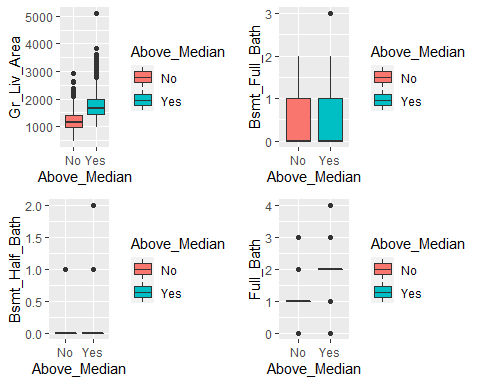 Gr_Liv_Area
5000
4000
3000
2000
1000
No Yes
Above_Median
Above_Median
No
Yes
Bsmt_Full_Bath
3
2
1
0
No Yes
Above_Median
Above_Median
No
Yes
Bsmt_Half_Bath
2.0
1.5
1.0
0.5
0.0
No Yes
Above_Median
Above_Median
No
Yes
Full_Bath
4
3
2
1
0
No Yes
Above_Median
Above_Median
No
Yes